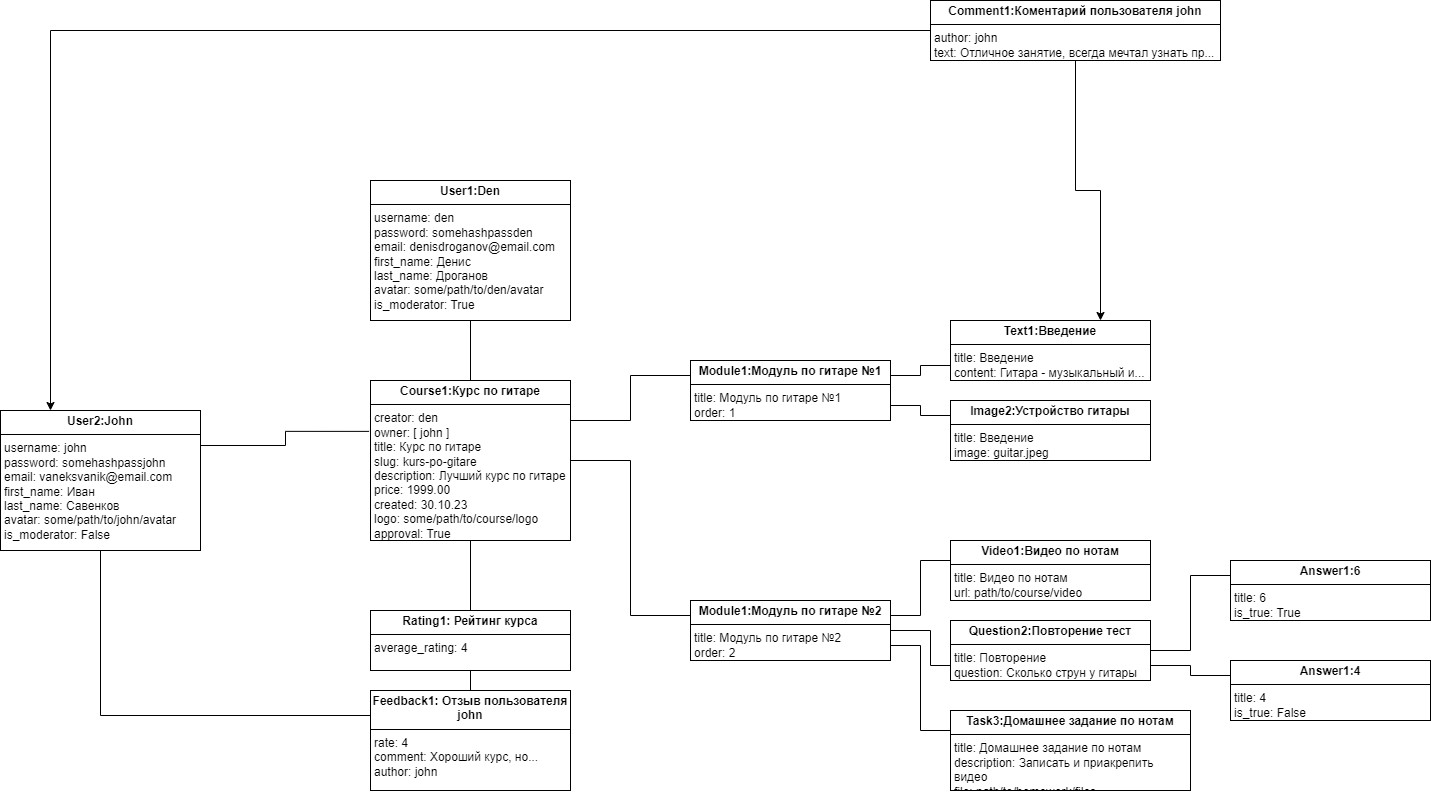 Comment1:Коментарий пользователя john
author: john
text: Отличное занятие, всегда мечтал узнать пр...
User1:Den
username: den
password: somehashpassden
email: denisdroganov@email.com
first_name: Денис
last_name: Дроганов
avatar: some/path/to/den/avatar
is_moderator: True
User2:John
username: john
password: somehashpassjohn
email: vaneksvanik@email.com
first_name: Иван
last_name: Савенков
avatar: some/path/to/john/avatar
is_moderator: False
Course1:Курс по гитаре
creator: den
owner: [ john ]
title: Курс по гитаре
slug: kurs-po-gitare
description: Лучший курс по гитаре
price: 1999.00
created: 30.10.23
logo: some/path/to/course/logo
approval: True
Rating1: Рейтинг курса
average_rating: 4
Feedback1: Отзыв пользователя
john
rate: 4
comment: Хороший курс, но...
author: john
Module1:Модуль по гитаре №1
title: Модуль по гитаре №1
order: 1
Text1:Введение
title: Введение
content: Гитара - музыкальный и...
Image2:Устройство гитары
title: Введение
image: guitar.jpeg
Module1:Модуль по гитаре №2
title: Модуль по гитаре №2
order: 2
Video1:Видео по нотам
title: Видео по нотам
url: path/to/course/video
Question2:Повторение тест
title: Повторение
question: Сколько струн у гитары
Answer1:6
title: 6
is_true: True
Answer1:4
title: 4
is_true: False
Task3:Домашнее задание по нотам
title: Домашнее задание по нотам
description: Записать и приакрепить
видео
file: path/to/homework/files